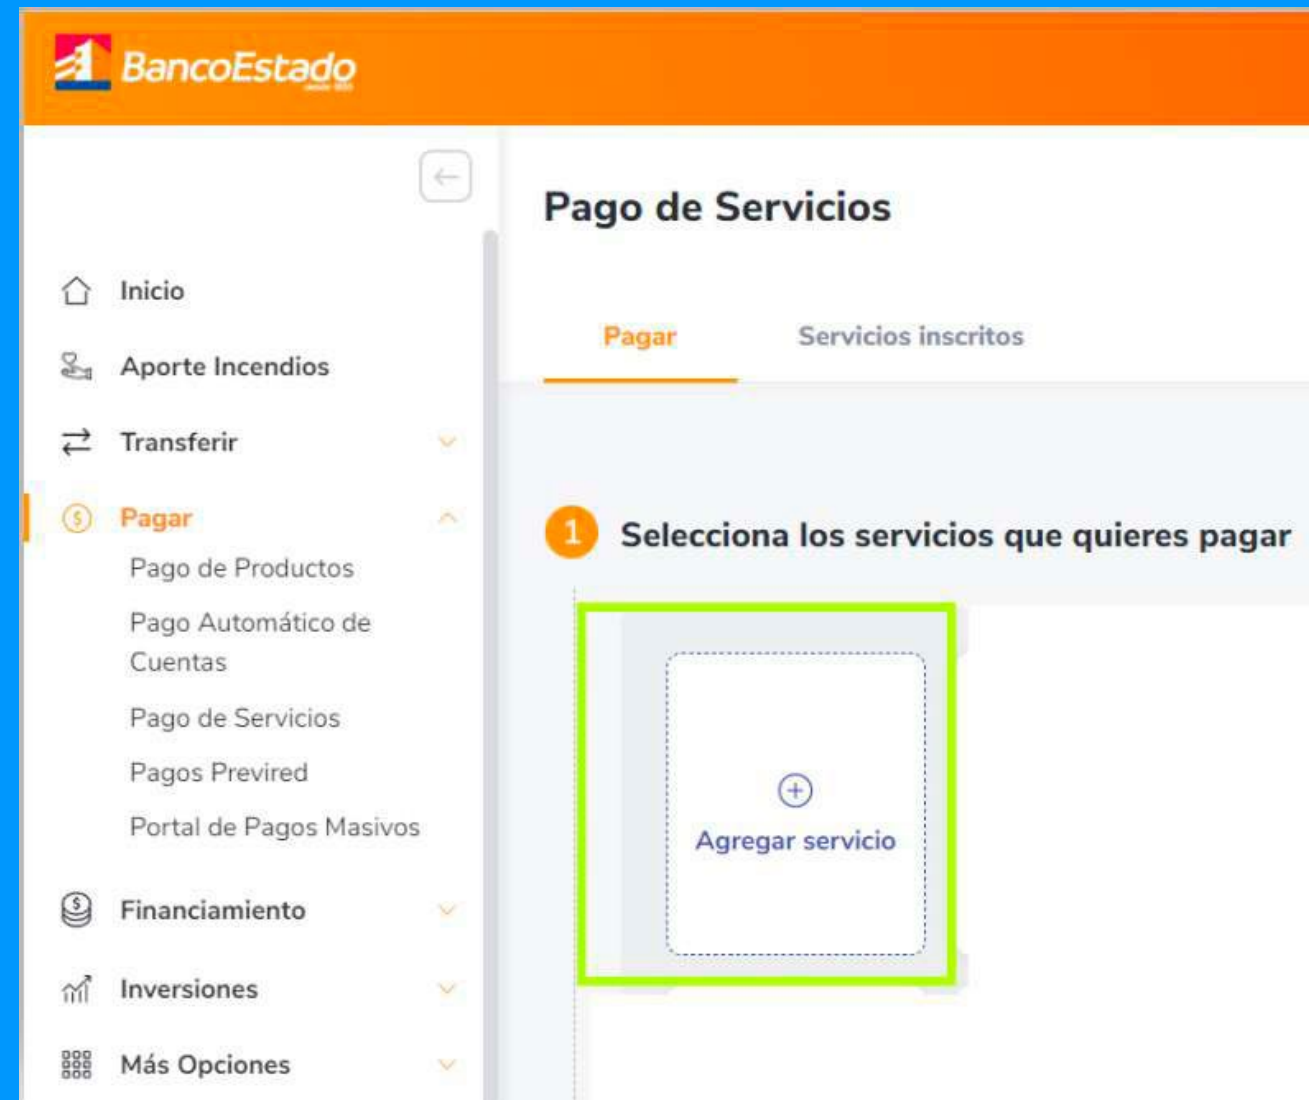 BancoEstado
Pago de Servicios
Inicio
Aporte Incendios
Transferir
Pagar
Pago de Productos
Pago Automático de
Cuentas
Pago de Servicios
Pagos Previred
Portal de Pagos Masivos
Financiamiento
Inversiones
Más Opciones
Pagar
Servicios inscritos
1 Selecciona los servicios que quieres pagar
Agregar servicio